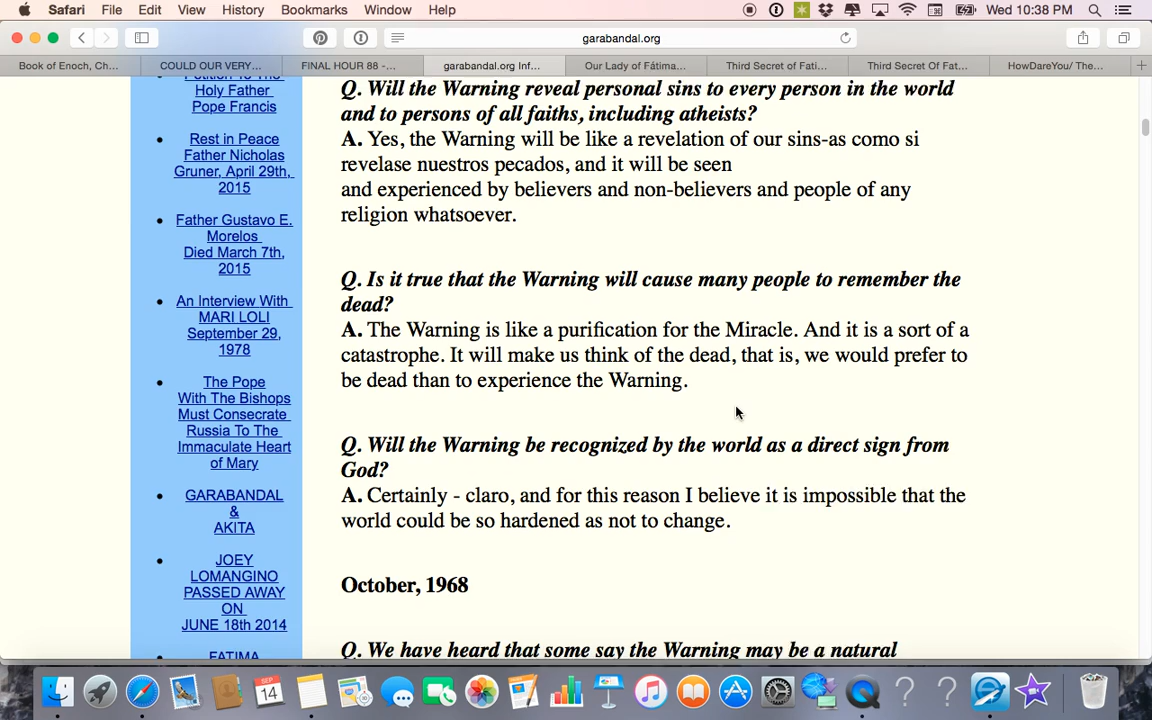 Safari File Edit View History Bookmarks Window Help Wed 10:38 PM
garabandal.org
Book of Enoch, Ch... COULD OUR VERY... FINAL HOUR 88 -... garabandal.org Inf... Our Lady of Fátima... Third Secret of Fati... Third Secret Of Fat... HowDareYou/ The...
Petition To The
Holy Father
Pope Francis
Rest in Peace
Father Nicholas
Gruner, April 29th,
2015
Father Gustavo E.
Morelos
Died March 7th,
2015
An Interview With
MARI LOLI
September 29,
1978
The Pope
With The Bishops
Must Consecrate
Russia To The
Immaculate Heart
of Mary
GARABANDAL
&
AKITA
JOEY
LOMANGINO
PASSED AWAY
ON
JUNE 18th 2014
FATIMA
Q. Will the Warning reveal personal sins to every person in the world
and to persons of all faiths, including atheists?
A. Yes, the Warning will be like a revelation of our sins-as como si
revelase nuestros pecados, and it will be seen
and experienced by believers and non-believers and people of any
religion whatsoever.
Q. Is it true that the Warning will cause many people to remember the
dead?
A. The Warning is like a purification for the Miracle. And it is a sort of a
catastrophe. It will make us think of the dead, that is, we would prefer to
be dead than to experience the Warning.
Q. Will the Warning be recognized by the world as a direct sign from
God?
A. Certainly - claro, and for this reason I believe it is impossible that the
world could be so hardened as not to change.
October, 1968
Q. We have heard that some say the Warning may be a natural
SEP
14